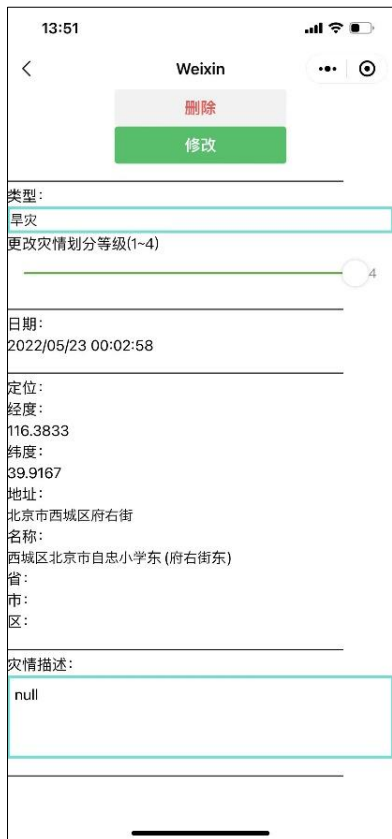 13:51
Weixin
删除
修改
类型：
旱灾
更改灾情划分等级(1~4)
4
日期：
2022/05/23 00:02:58
定位：
经度：
116.3833
纬度：
39.9167
地址：
北京市西城区府右街
名称：
西城区北京市自忠小学东 (府右街东)
省：
市：
区：
灾情描述：
null